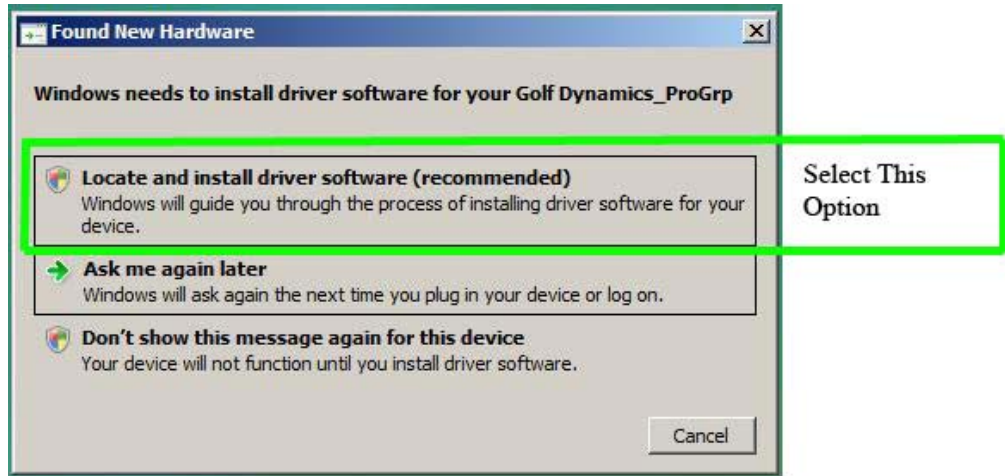 Found New Hardware
Windows needs to install driver software for your Golf Dynamics_ProGrp
Locate and install driver software (recommended)
Windows will guide you through the process of installing driver software for your
device.
Select This
Option
Ask me again later
Windows will ask again the next time you plug in your device or log on.
Don't show this message again for this device
Your device will not function until you install driver software.
Cancel